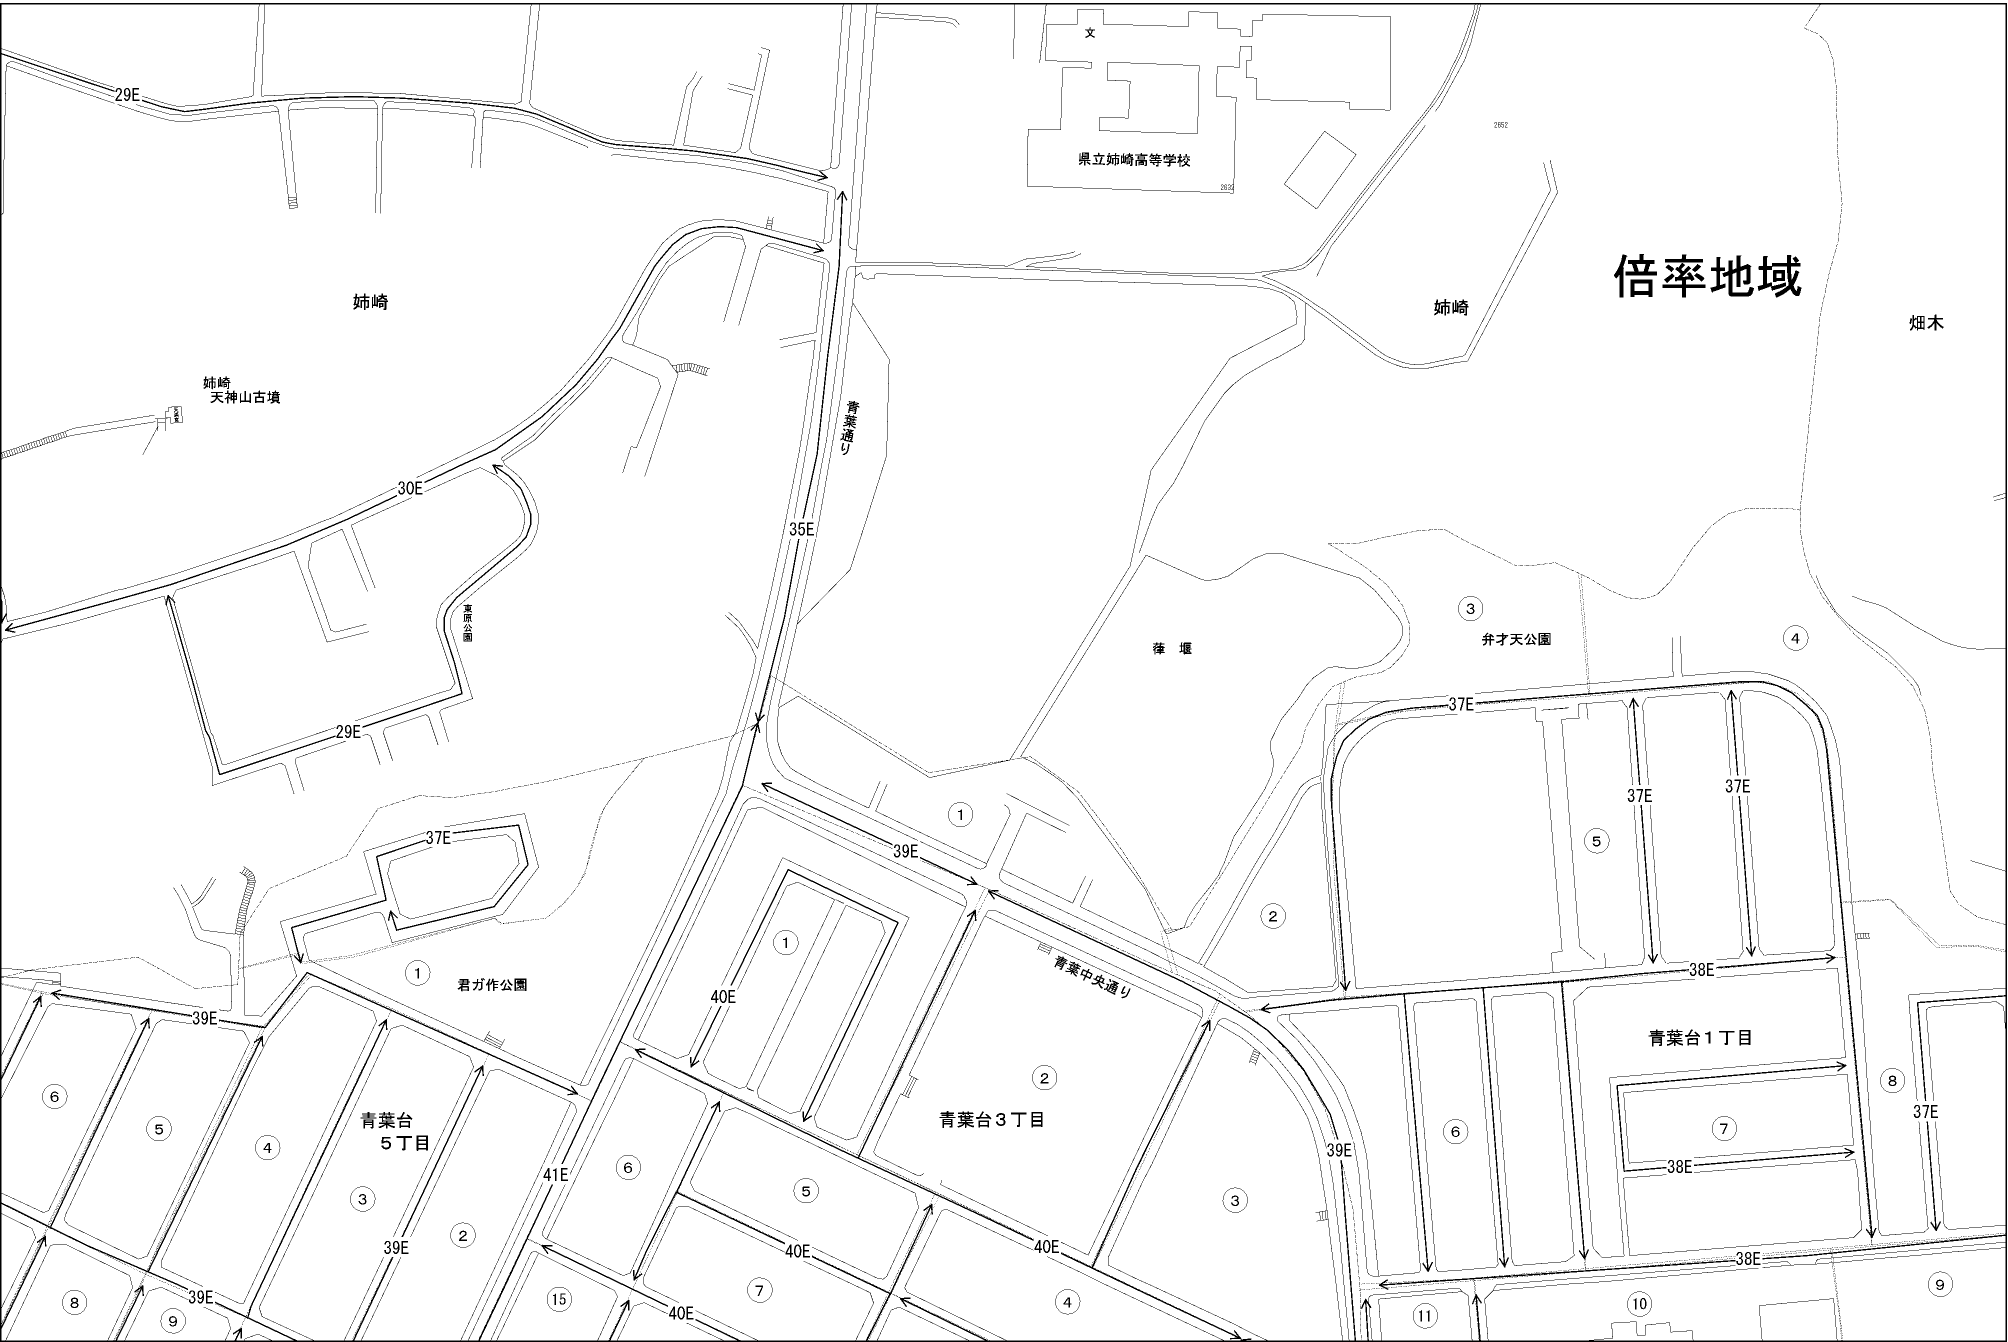 29E
文
2652
県立姉崎高等学校
2632
倍率地域
姉崎
姉崎
畑木
姉崎
天神山古墳
青葉通り
30E
35E
東原公園
③
弁才天公園
④
葎 堰
37E
29E
37E
37E
①
37E
39E
⑤
②
①
38E
①
君ガ作公園
青葉中央通り
40E
39E
青葉台1丁目
⑥
②
⑧
37E
青葉台3丁目
青葉台
5丁目
⑤
④
⑥
⑦
39E
38E
⑥
41E
⑤
③
③
②
39E
40E
40E
38E
⑨
39E
⑧
⑨
⑮
40E
⑦
④
⑪
⑩